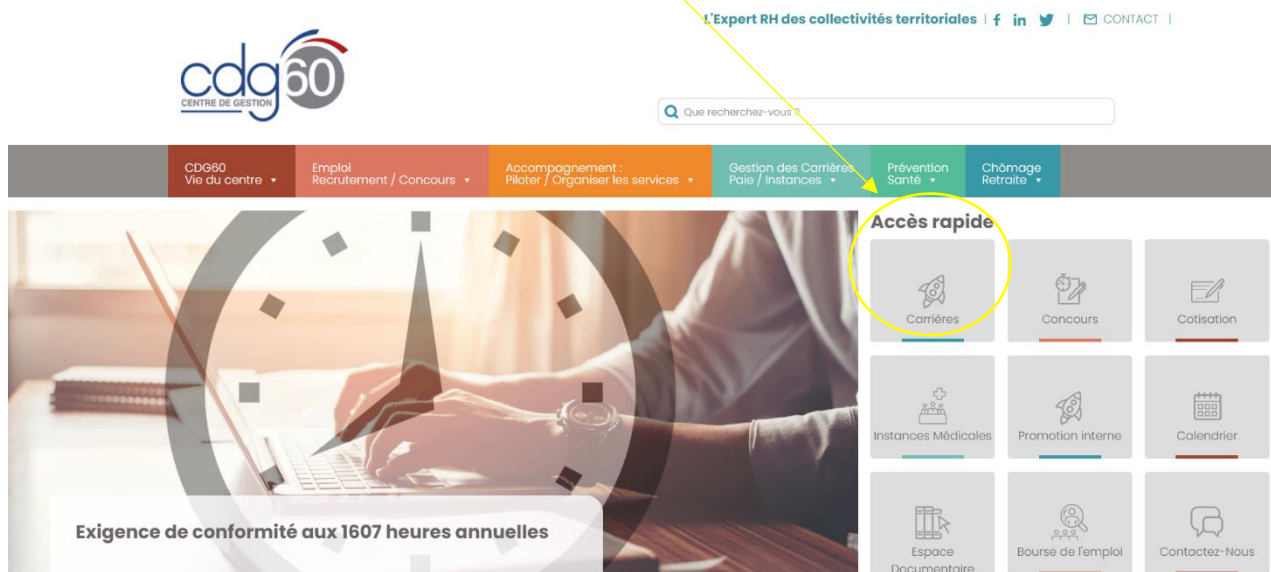 L'Expert RH des collectivités territoriales | f in | CONTACT |
cdg60
CENTRE DE GESTION
Que recherchez-vous ?
CDG60
Vie du centre
Emploi
Recrutement / Concours
Accompagnement :
Piloter / Organiser les services
Gestion des Carrières
Paie / Instances
Prévention
Santé
Chômage
Retraite
Accès rapide
Carrières
Concours
Cotisation
Instances Médicales
Promotion interne
Calendrier
Exigence de conformité aux 1607 heures annuelles
Espace
Documentaire
Bourse de l'emploi
Contactez-Nous